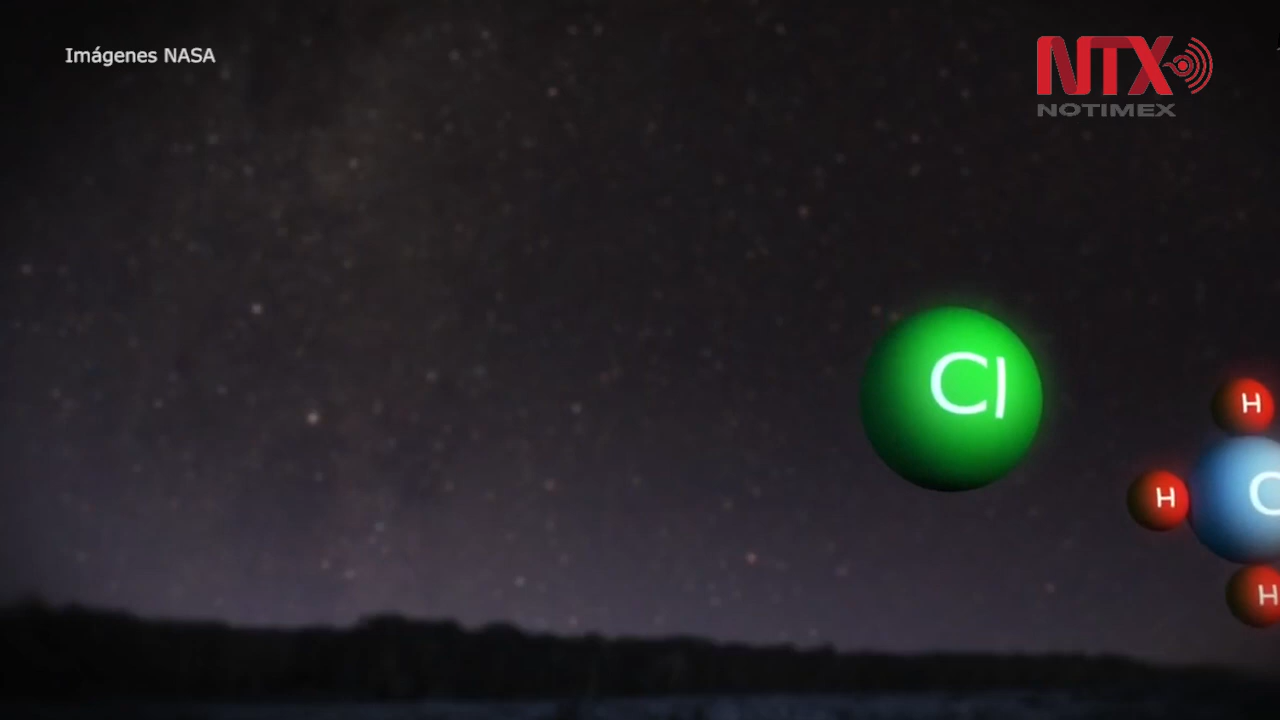 Imágenes NASA
NTX
NOTIMEX
Cl
H
H
C
H